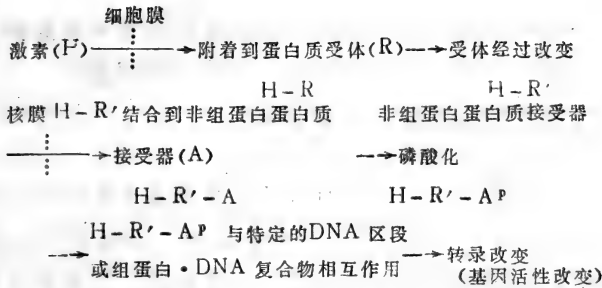 细胞膜
激素(H)→附着到蛋白质受体(R)→受体经过改变
H-R H-R′
核膜 H-R′结合到非组蛋白蛋白质 非组蛋白蛋白质接受器
→接受器(A) →磷酸化
H-R′-A H-R′-AP
→H-R′-AP 与特定的DNA 区段
或组蛋白·DNA 复合物相互作用→转录改变
(基因活性改变)